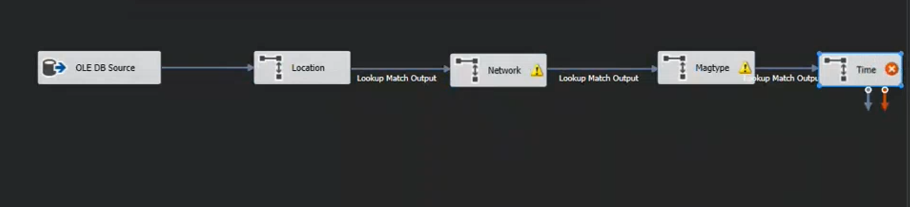 OLE DB Source
Location
Lookup Match Output
Network
Lookup Match Output
Magtype
Lookup Match Output
Time